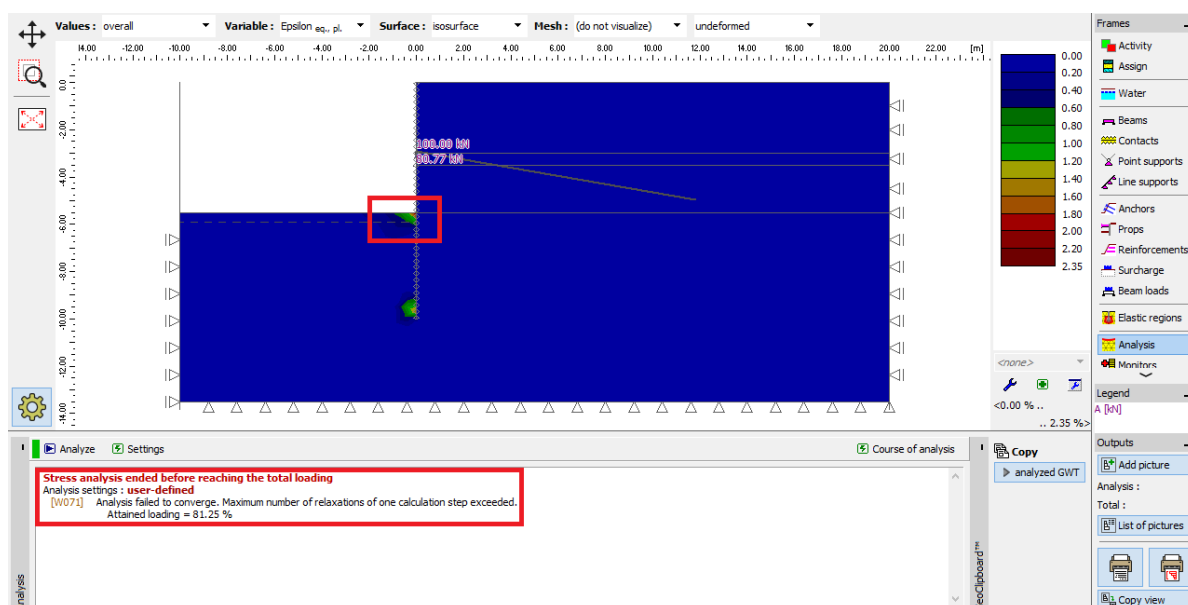 Values : overall Variable : Epsilon eq., pl. Surface : isosurface Mesh : (do not visualize) undeformed
14.00 -12.00 -10.00 -8.00 -6.00 -4.00 -2.00 0.00 2.00 4.00 6.00 8.00 10.00 12.00 14.00 16.00 18.00 20.00 22.00 [m]
0.0
-2.00
-4.00
-6.00
-8.00
-10.00
-12.00
-14.00
100.00 kN
0.00
0.20
0.40
0.60
0.80
1.00
1.20
1.40
1.60
1.80
2.00
2.20
2.35
<none>
<0.00 % ..
.. 2.35 %>
Frames
Activity
Assign
Water
Beams
Contacts
Point supports
Line supports
Anchors
Props
Reinforcements
Surcharge
Beam loads
Elastic regions
Analysis
Monitors
Legend
A [kN]
Analyze Settings Course of analysis
Stress analysis ended before reaching the total loading
Analysis settings : user-defined
[W071] Analysis failed to converge. Maximum number of relaxations of one calculation step exceeded.
Attained loading = 81.25 %
Copy
analyzed GWT
Outputs
Add picture
Analysis :
Total :
List of pictures
Copy view